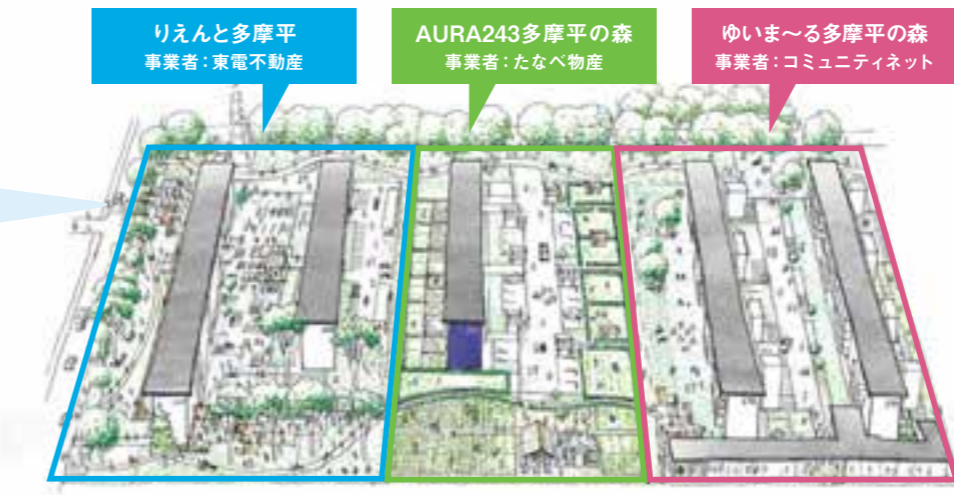 りえんと多摩平
事業者：東電不動産
AURA243多摩平の森
事業者：たなべ物産
ゆいま～る多摩平の森
事業者：コミュニティネット